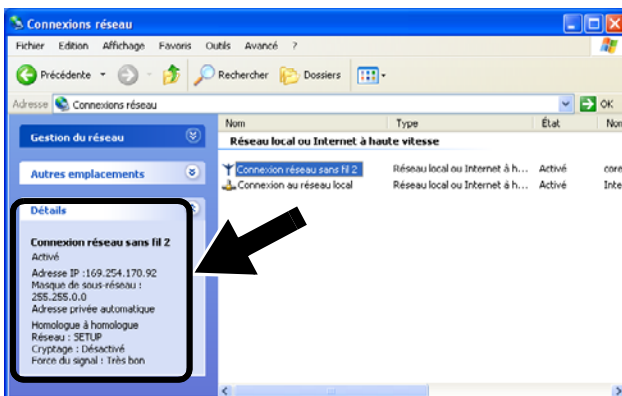 Connexions réseau
Fichier Edition Affichage Favoris Outils Avancé ?
Précédente Rechercher Dossiers
Adresse Connexions réseau OK
Nom Type État Nom
Gestion du réseau
Réseau local ou Internet à haute vitesse
Connexion réseau sans fil 2 Réseau local ou Internet à h... Activé core
Connexion au réseau local Réseau local ou Internet à h... Activé Inte
Autres emplacements
Détails
Connexion réseau sans fil 2
Activé
Adresse IP :169.254.170.92
Masque de sous-réseau :
255.255.0.0
Adresse privée automatique
Homologue à homologue
Réseau : SETUP
Cryptage : Désactivé
Force du signal : Très bon